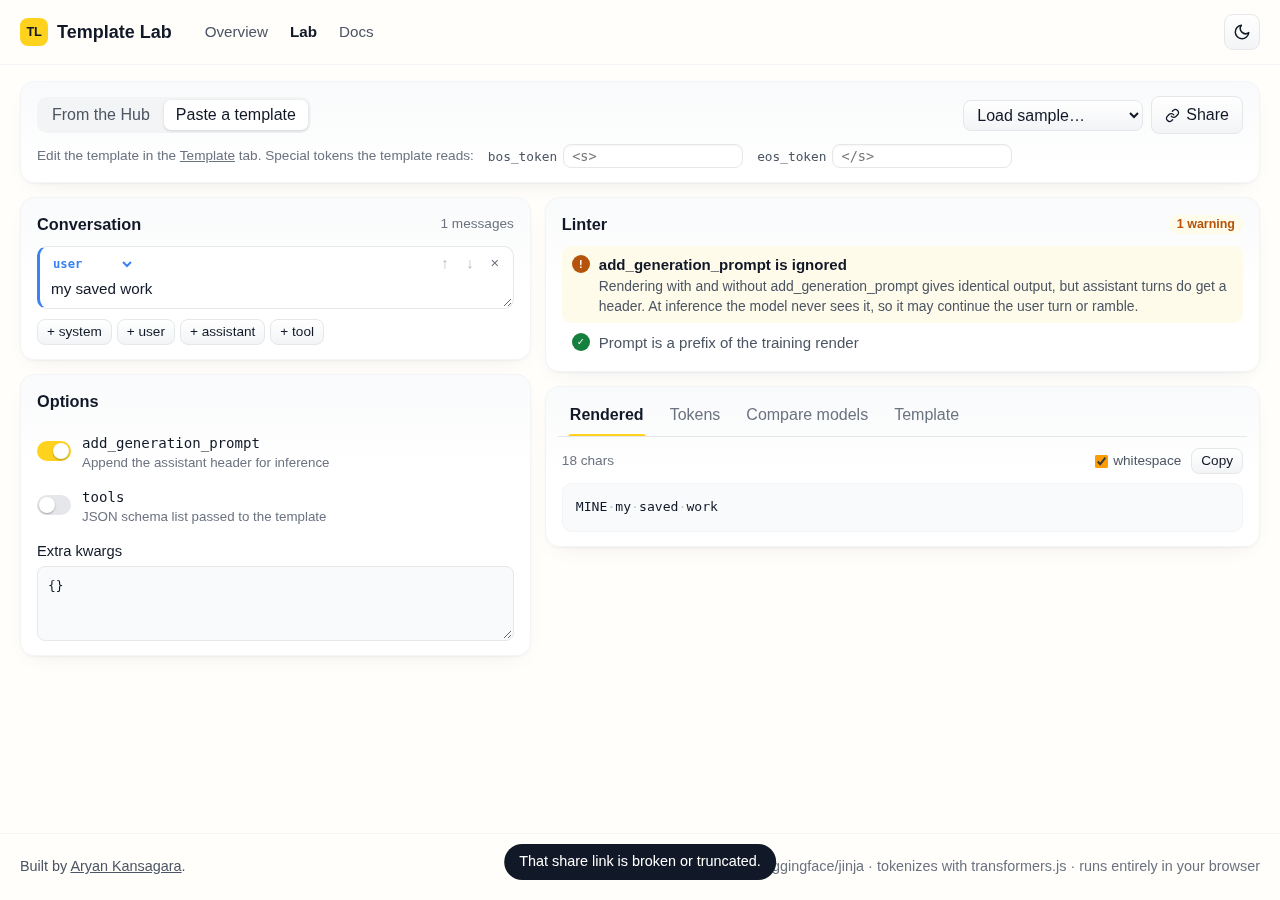 TL Template Lab Overview Lab Docs
From the Hub Paste a template Load sample… Share
Edit the template in the Template tab. Special tokens the template reads: bos_token <s> eos_token </s>
Conversation 1 messages
user ↑ ↓ ×
my saved work
+ system + user + assistant + tool
Options
add_generation_prompt
Append the assistant header for inference
tools
JSON schema list passed to the template
Extra kwargs
{}
Linter 1 warning
! add_generation_prompt is ignored
Rendering with and without add_generation_prompt gives identical output, but assistant turns do get a
header. At inference the model never sees it, so it may continue the user turn or ramble.
✓ Prompt is a prefix of the training render
Rendered Tokens Compare models Template
18 chars whitespace Copy
MINE·my·saved·work
Built by Aryan Kansagara. ggingface/jinja · tokenizes with transformers.js · runs entirely in your browser
That share link is broken or truncated.